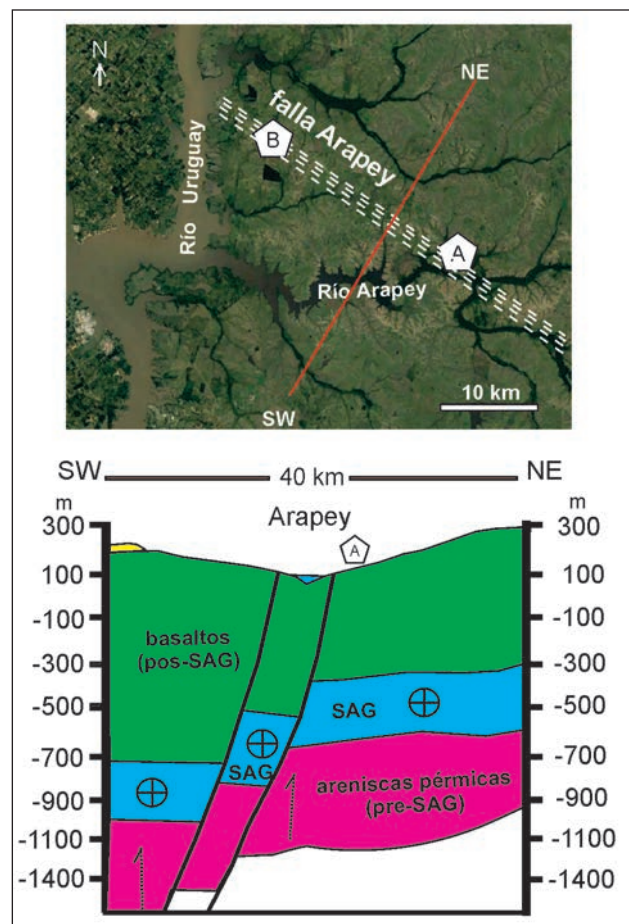 N
NE
falla Arapey
B
Río Uruguay
A
Río Arapey
10 km
SW
SW
40 km
NE
m
Arapey
m
300
A
300
100
100
-100
basaltos
(pos-SAG)
-100
-300
-300
-500
SAG
-500
-700
SAG
-700
-900
areniscas pérmicas
(pre-SAG)
-900
-1100
-1100
-1400
-1400